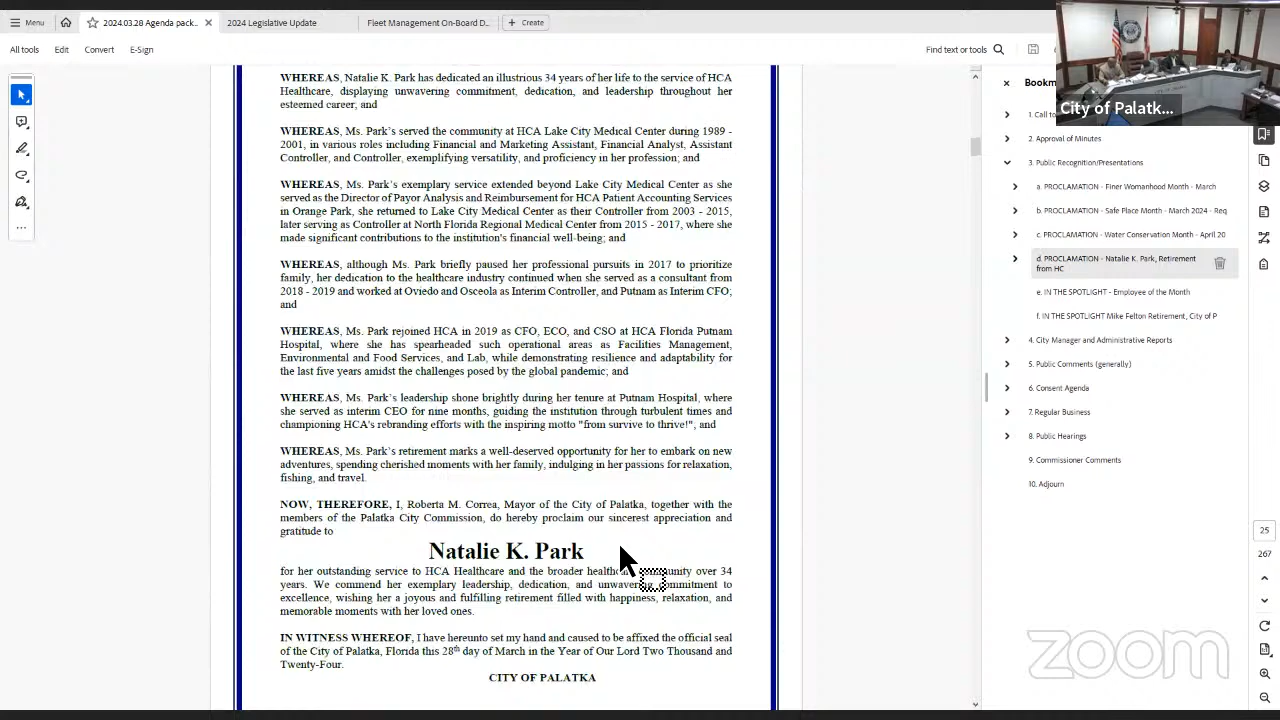 Menu
2024.03.28 Agenda pack...
2024 Legislative Update
Fleet Management On-Board D...
Create
All tools
Edit
Convert
E-Sign
Find text or tools
WHEREAS, Natalie K. Park has dedicated an illustrious 34 years of her life to the service of HCA
Healthcare, displaying unwavering commitment, dedication, and leadership throughout her
esteemed career; and
WHEREAS, Ms. Park's served the community at HCA Lake City Medical Center during 1989 -
2001, in various roles including Financial and Marketing Assistant, Financial Analyst, Assistant
Controller, and Controller, exemplifying versatility, and proficiency in her profession; and
WHEREAS, Ms. Park's exemplary service extended beyond Lake City Medical Center as she
served as the Director of Payor Analysis and Reimbursement for HCA Patient Accounting Services
in Orange Park, she returned to Lake City Medical Center as their Controller from 2003 - 2015,
later serving as Controller at North Florida Regional Medical Center from 2015 - 2017, where she
made significant contributions to the institution's financial well-being; and
WHEREAS, although Ms. Park briefly paused her professional pursuits in 2017 to prioritize
family, her dedication to the healthcare industry continued when she served as a consultant from
2018 - 2019 and worked at Oviedo and Osceola as Interim Controller, and Putnam as Interim CFO;
and
WHEREAS, Ms. Park rejoined HCA in 2019 as CFO, ECO, and CSO at HCA Florida Putnam
Hospital, where she has spearheaded such operational areas as Facilities Management,
Environmental and Food Services, and Lab, while demonstrating resilience and adaptability for
the last five years amidst the challenges posed by the global pandemic; and
WHEREAS, Ms. Park's leadership shone brightly during her tenure at Putnam Hospital, where
she served as interim CEO for nine months, guiding the institution through turbulent times and
championing HCA's rebranding efforts with the inspiring motto "from survive to thrive!", and
WHEREAS, Ms. Park's retirement marks a well-deserved opportunity for her to embark on new
adventures, spending cherished moments with her family, indulging in her passions for relaxation,
fishing, and travel.
NOW, THEREFORE, I, Roberta M. Correa, Mayor of the City of Palatka, together with the
members of the Palatka City Commission, do hereby proclaim our sincerest appreciation and
gratitude to
Natalie K. Park
for her outstanding service to HCA Healthcare and the broader over 34
years. We commend her exemplary leadership, dedication, and to
excellence, wishing her a joyous and fulfilling retirement filled with happiness, relaxation, and
memorable moments with her loved ones.
IN WITNESS WHEREOF, I have hereunto set my hand and caused to be affixed the official seal
of the City of Palatka, Florida this 28th day of March in the Year of Our Lord Two Thousand and
Twenty-Four.
CITY OF PALATKA
Bookm
1. Call to
2. Approval of Minutes
3. Public Recognition/Presentations
a. PROCLAMATION - Finer Womanhood Month - March
b. PROCLAMATION - Safe Place Month - March 2024 - Req
c. PROCLAMATION - Water Conservation Month - April 20
d. PROCLAMATION - Natalie K. Park, Retirement
from HC
e. IN THE SPOTLIGHT - Employee of the Month
f. IN THE SPOTLIGHT Mike Felton Retirement, City of P
4. City Manager and Administrative Reports
5. Public Comments (generally)
6. Consent Agenda
7. Regular Business
8. Public Hearings
9. Commissioner Comments
10. Adjourn
City of Palatk...
25
267
zoom